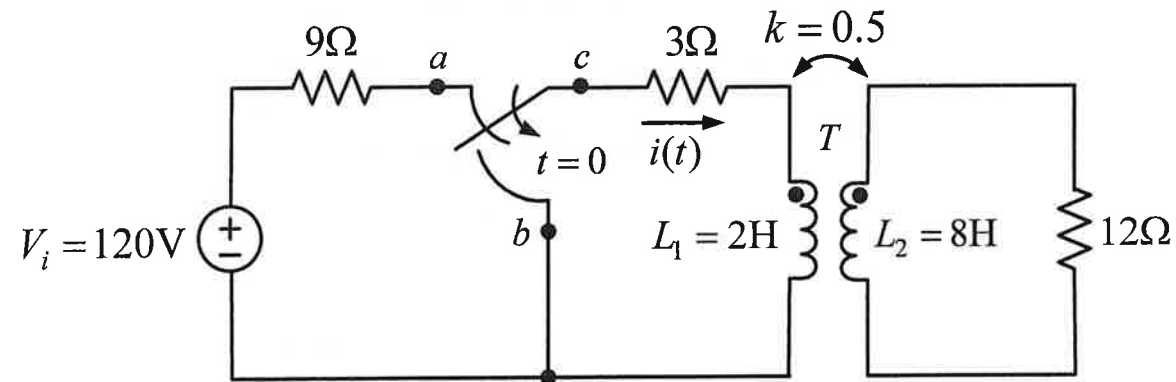 k = 0.5
9Ω
a
c
3Ω
i(t)
T
t = 0
b
V_i = 120V
+
−
L_1 = 2H
L_2 = 8H
12Ω